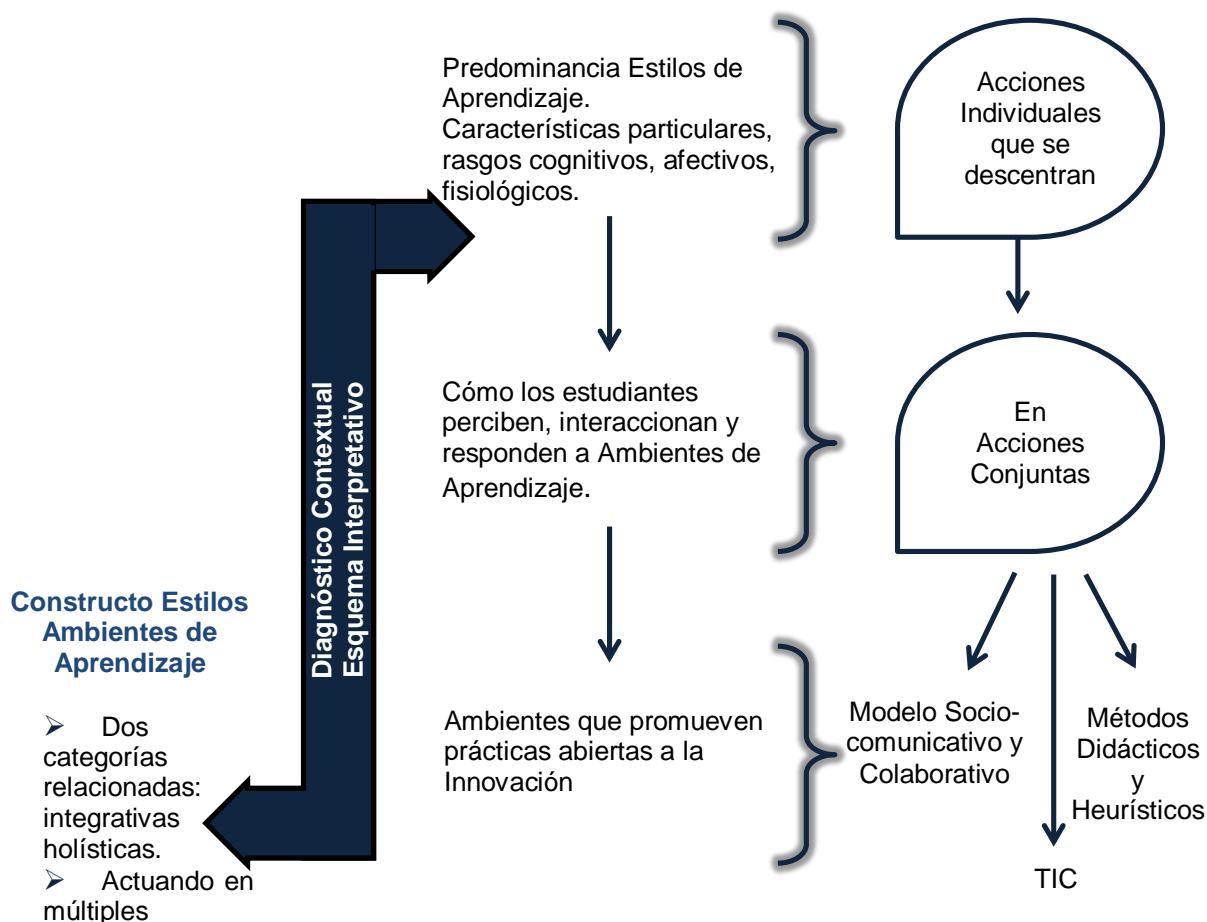 Predominancia Estilos de
Aprendizaje.
Características particulares,
rasgos cognitivos, afectivos,
fisiológicos.
Acciones
Individuales
que se
descentran
Diagnóstico Contextual
Esquema Interpretativo
Cómo los estudiantes
perciben, interaccionan y
responden a Ambientes de
Aprendizaje.
En
Acciones
Conjuntas
Constructo Estilos
Ambientes de
Aprendizaje
➢ Dos
categorías
relacionadas:
integrativas
holísticas.
➢ Actuando en
múltiples
Ambientes que promueven
prácticas abiertas a la
Innovación
Modelo Socio-
comunicativo y
Colaborativo
Métodos
Didácticos
y
Heurísticos
TIC